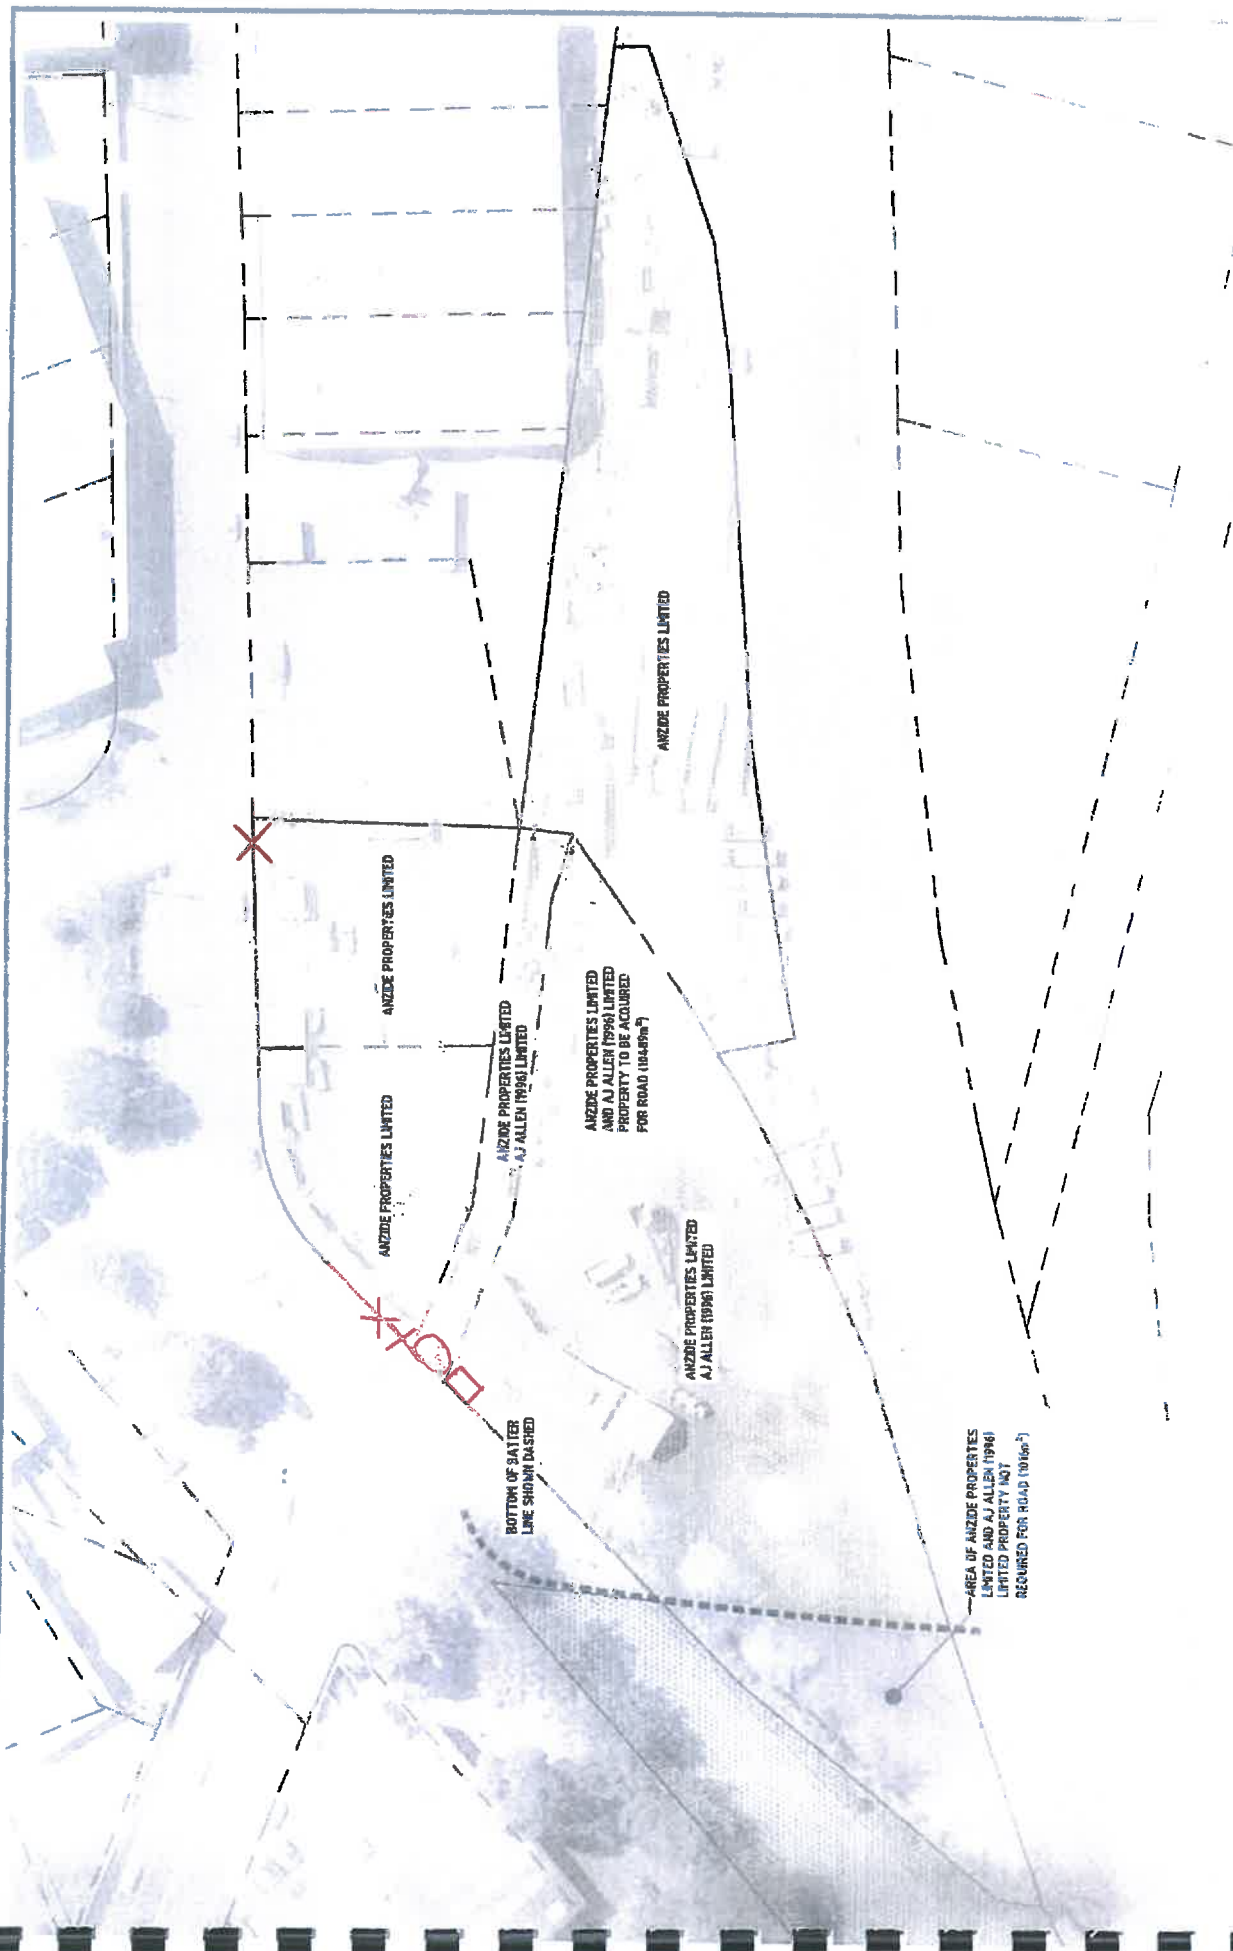 ANZIDE PROPERTIES LIMITED
ANZIDE PROPERTIES LIMITED
BOTTOM OF BATTER
LINE SHOWN DASHED
ANZIDE PROPERTIES LIMITED
AJ ALLEN (1996) LIMITED
ANZIDE PROPERTIES LIMITED
AND AJ ALLEN (1996) LIMITED
PROPERTY TO BE ACQUIRED
FOR ROAD (10489m²)
ANZIDE PROPERTIES LIMITED
ANZIDE PROPERTIES LIMITED
AJ ALLEN (1996) LIMITED
AREA OF ANZIDE PROPERTIES
LIMITED AND AJ ALLEN (1996)
LIMITED PROPERTY NOT
REQUIRED FOR ROAD (1016m²)